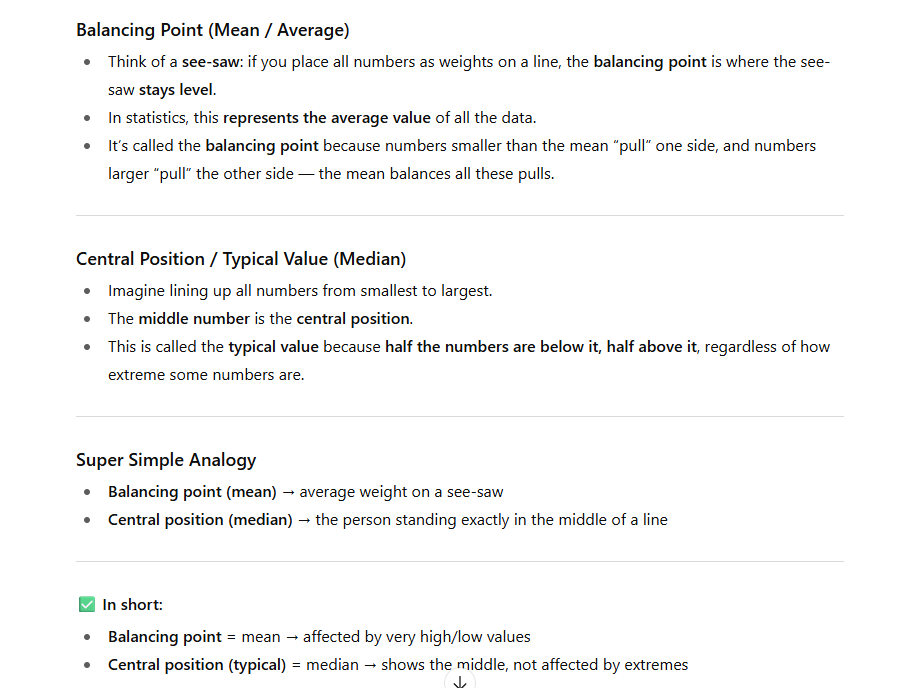 Balancing Point (Mean / Average)
Think of a see-saw: if you place all numbers as weights on a line, the balancing point is where the see-
saw stays level.
In statistics, this represents the average value of all the data.
It’s called the balancing point because numbers smaller than the mean “pull” one side, and numbers
larger “pull” the other side — the mean balances all these pulls.
Central Position / Typical Value (Median)
Imagine lining up all numbers from smallest to largest.
The middle number is the central position.
This is called the typical value because half the numbers are below it, half above it, regardless of how
extreme some numbers are.
Super Simple Analogy
Balancing point (mean) → average weight on a see-saw
Central position (median) → the person standing exactly in the middle of a line
✅ In short:
Balancing point = mean → affected by very high/low values
Central position (typical) = median → shows the middle, not affected by extremes